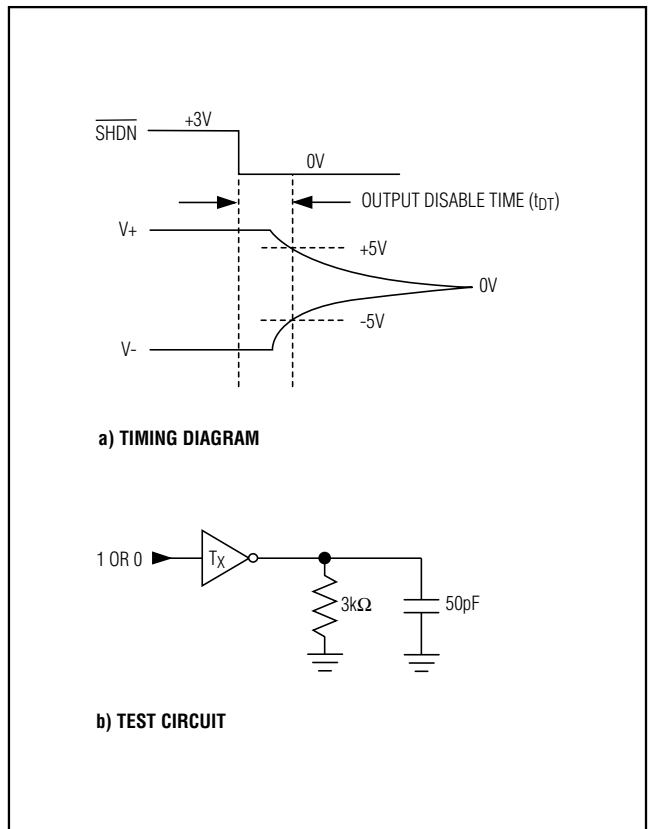 +3V
SHDN
0V
OUTPUT DISABLE TIME (tDT)
V+
+5V
0V
-5V
V-
a) TIMING DIAGRAM
1 OR 0
TX
3kΩ
50pF
b) TEST CIRCUIT